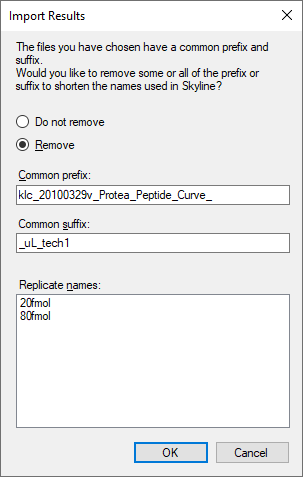 Import Results
The files you have chosen have a common prefix and
suffix.
Would you like to remove some or all of the prefix or
suffix to shorten the names used in Skyline?
Do not remove
Remove
Common prefix:
klc_20100329v_Protea_Peptide_Curve_
Common suffix:
_uL_tech1
Replicate names:
20fmol
80fmol
OK
Cancel